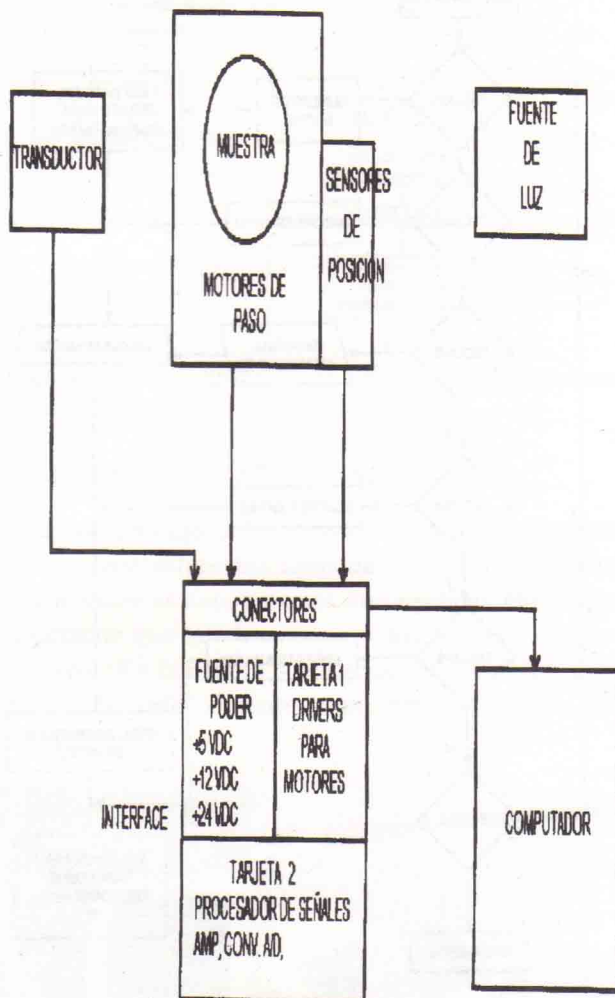 TRANSDUCTOR
MUESTRA
MOTORES DE
PASO
SENSORES
DE
POSICION
FUENTE
DE
LUZ
CONECTORES
FUENTE DE
PODER
+5 VDC
+12 VDC
+24 VDC
TARJETA 1
DRIVERS
PARA
MOTORES
INTERFACE
TARJETA 2
PROCESADOR DE SEÑALES
AMP, CONV. A/D,
COMPUTADOR